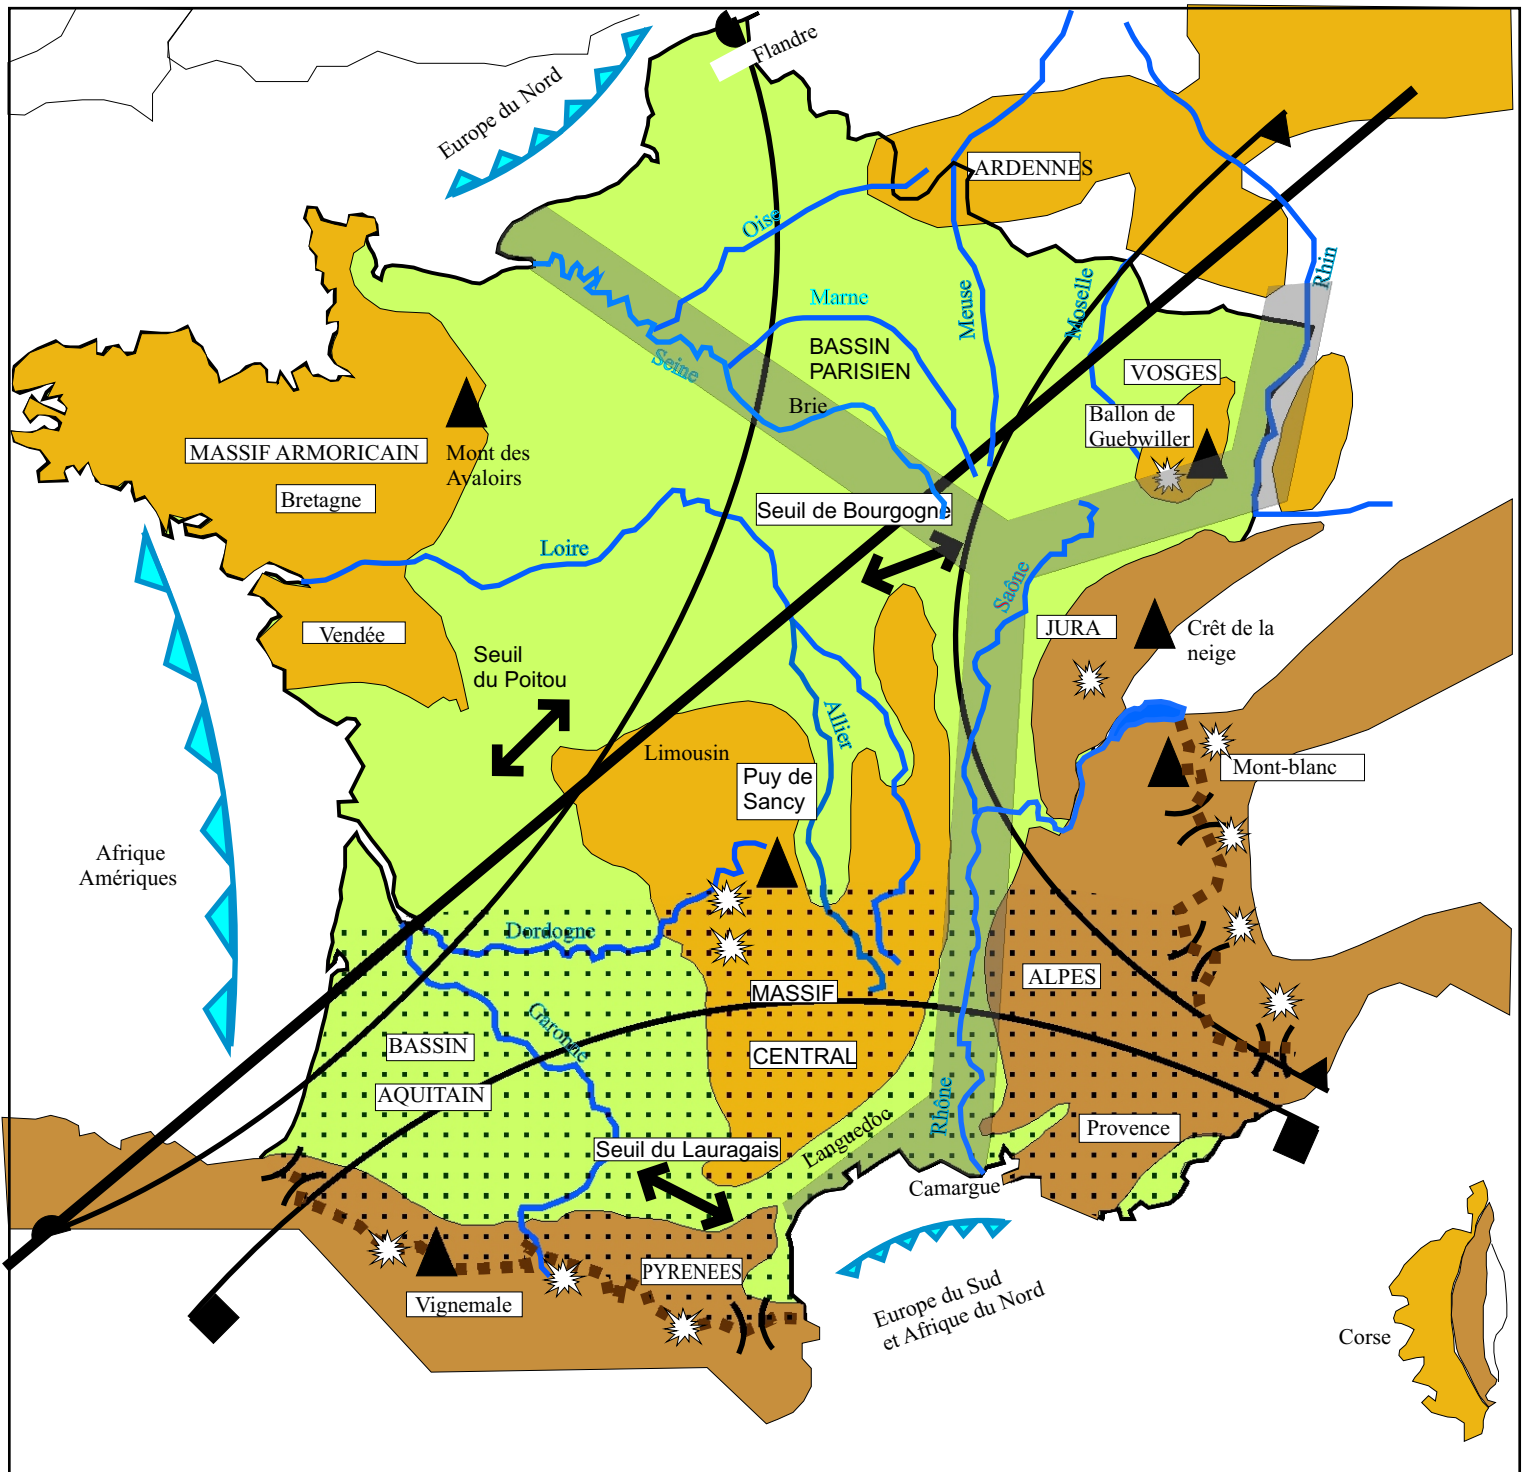 Flandre
Europe du Nord
ARDENNES
Oise
Rhin
Marne
Meuse
Moselle
BASSIN
PARISIEN
Seine
VOSGES
Brie
Ballon de
Guebwiller
MASSIF ARMORICAIN
Mont des
Avaloirs
Bretagne
Seuil de Bourgogne
Loire
Saône
Vendée
JURA
Crêt de la
neige
Seuil
du Poitou
Allier
Limousin
Puy de
Sancy
Mont-blanc
Afrique
Amériques
Dordogne
ALPES
MASSIF
Garonne
BASSIN
CENTRAL
AQUITAIN
Rhône
Languedoc
Provence
Seuil du Lauragais
Camargue
PYRENEES
Vignemale
Europe du Sud
et Afrique du Nord
Corse